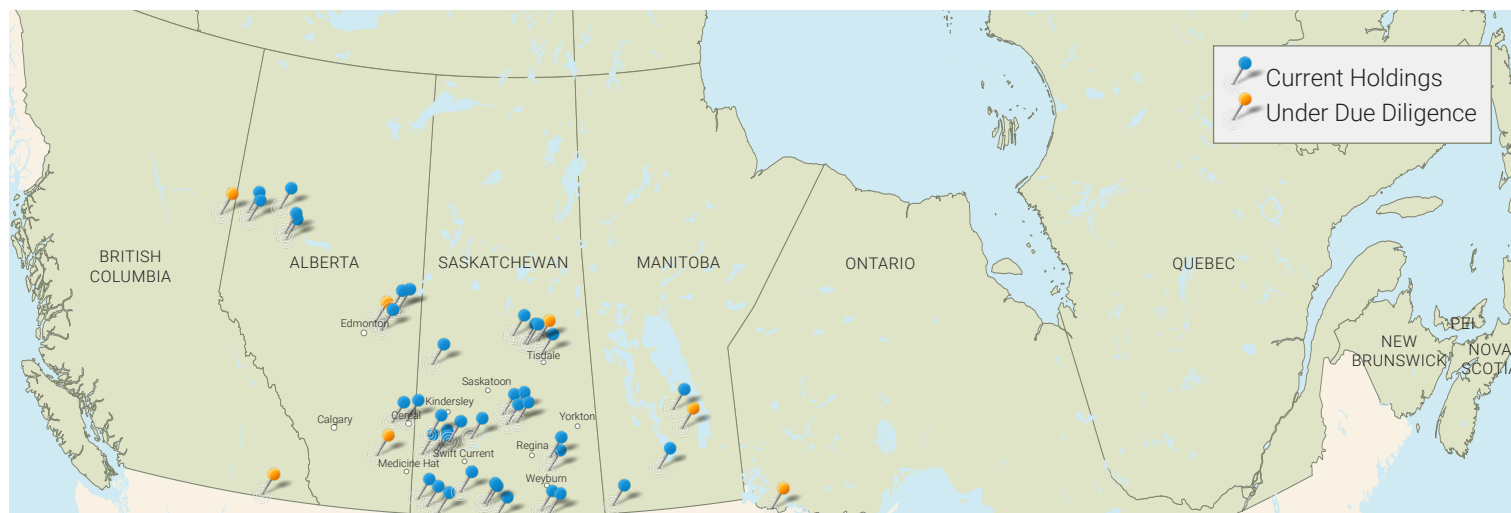 Current Holdings
Under Due Diligence
BRITISH
COLUMBIA
ALBERTA
SASKATCHEWAN
MANITOBA
ONTARIO
QUEBEC
Edmonton
PEI
NEW
BRUNSWICK
NOVA
SCOTIA
Tisdale
Saskatoon
Kindersley
Cereal
Calgary
Yorkton
Regina
Swift Current
Medicine Hat
Weyburn